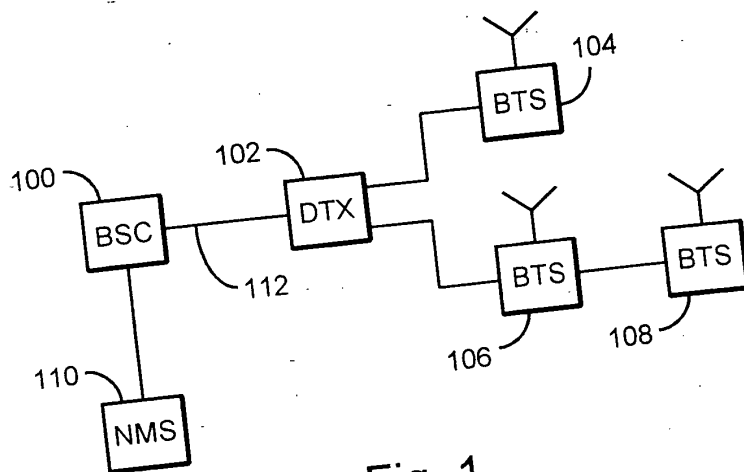 104
BTS
102
100
DTX
BSC
BTS
BTS
112
106
108
110
NMS
Fig. 1